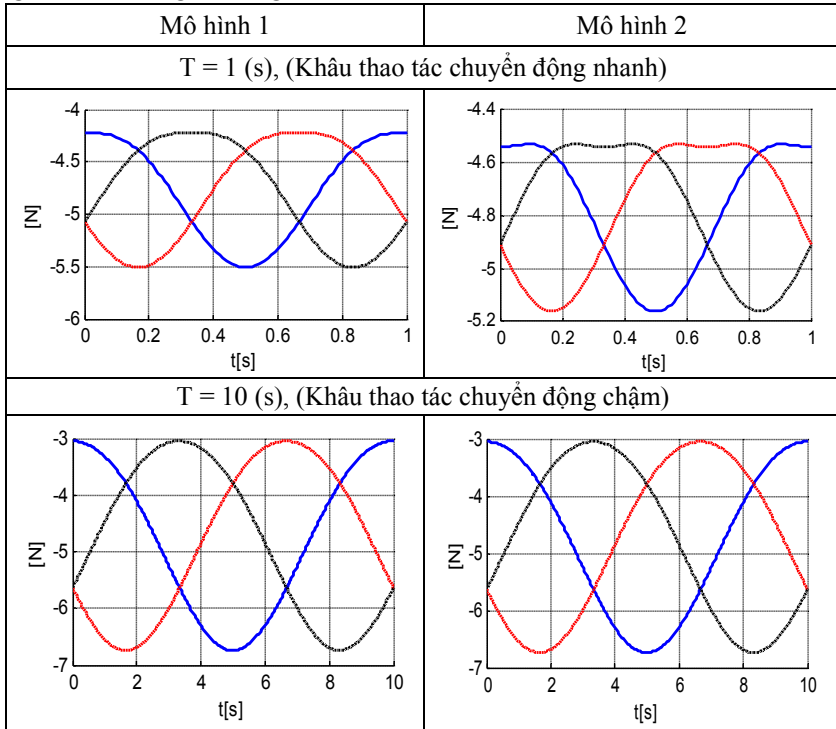 Mô hình 1 Mô hình 2
T = 1 (s), (Khâu thao tác chuyển động nhanh)
-4 -4.5 -5 -5.5 -6
[N]
0 0.2 0.4 0.6 0.8 1
t[s]
-4.4 -4.6 -4.8 -5 -5.2
[N]
0 0.2 0.4 0.6 0.8 1
t[s]
T = 10 (s), (Khâu thao tác chuyển động chậm)
-3 -4 -5 -6 -7
[N]
0 2 4 6 8 10
t[s]
-3 -4 -5 -6 -7
[N]
0 2 4 6 8 10
t[s]